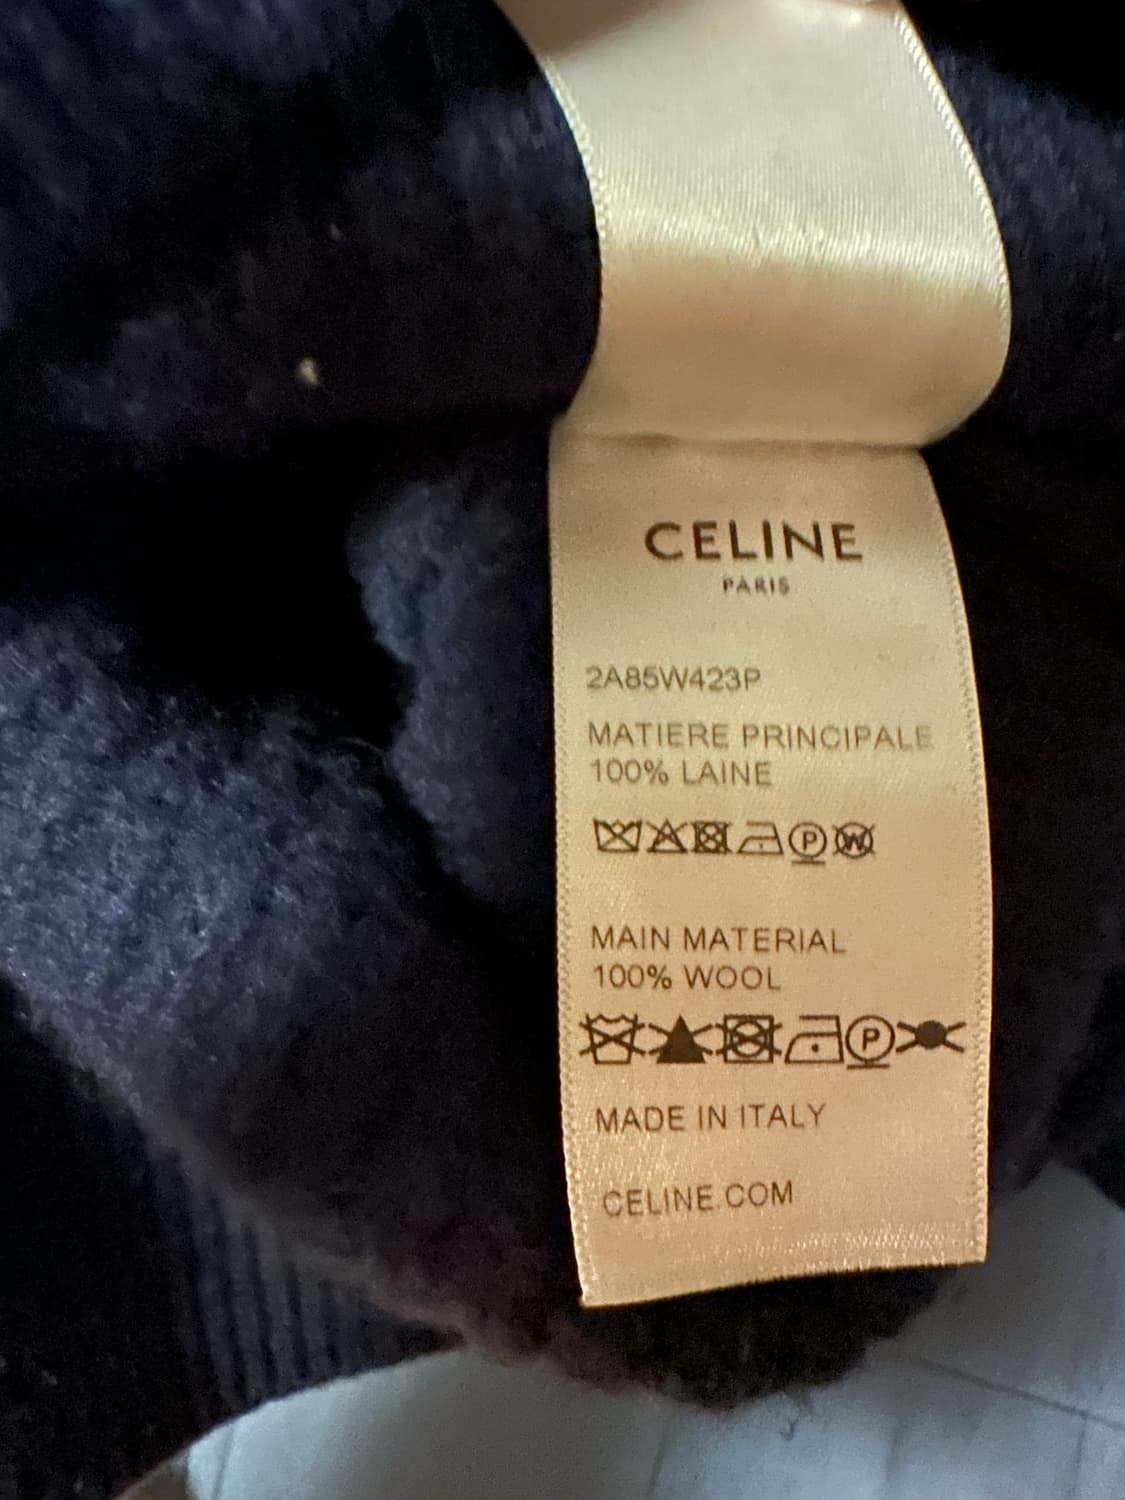 CELINE
PARIS
2A85W423P
MATIERE PRINCIPALE
100% LAINE
P W
MAIN MATERIAL
100% WOOL
P
MADE IN ITALY
CELINE.COM